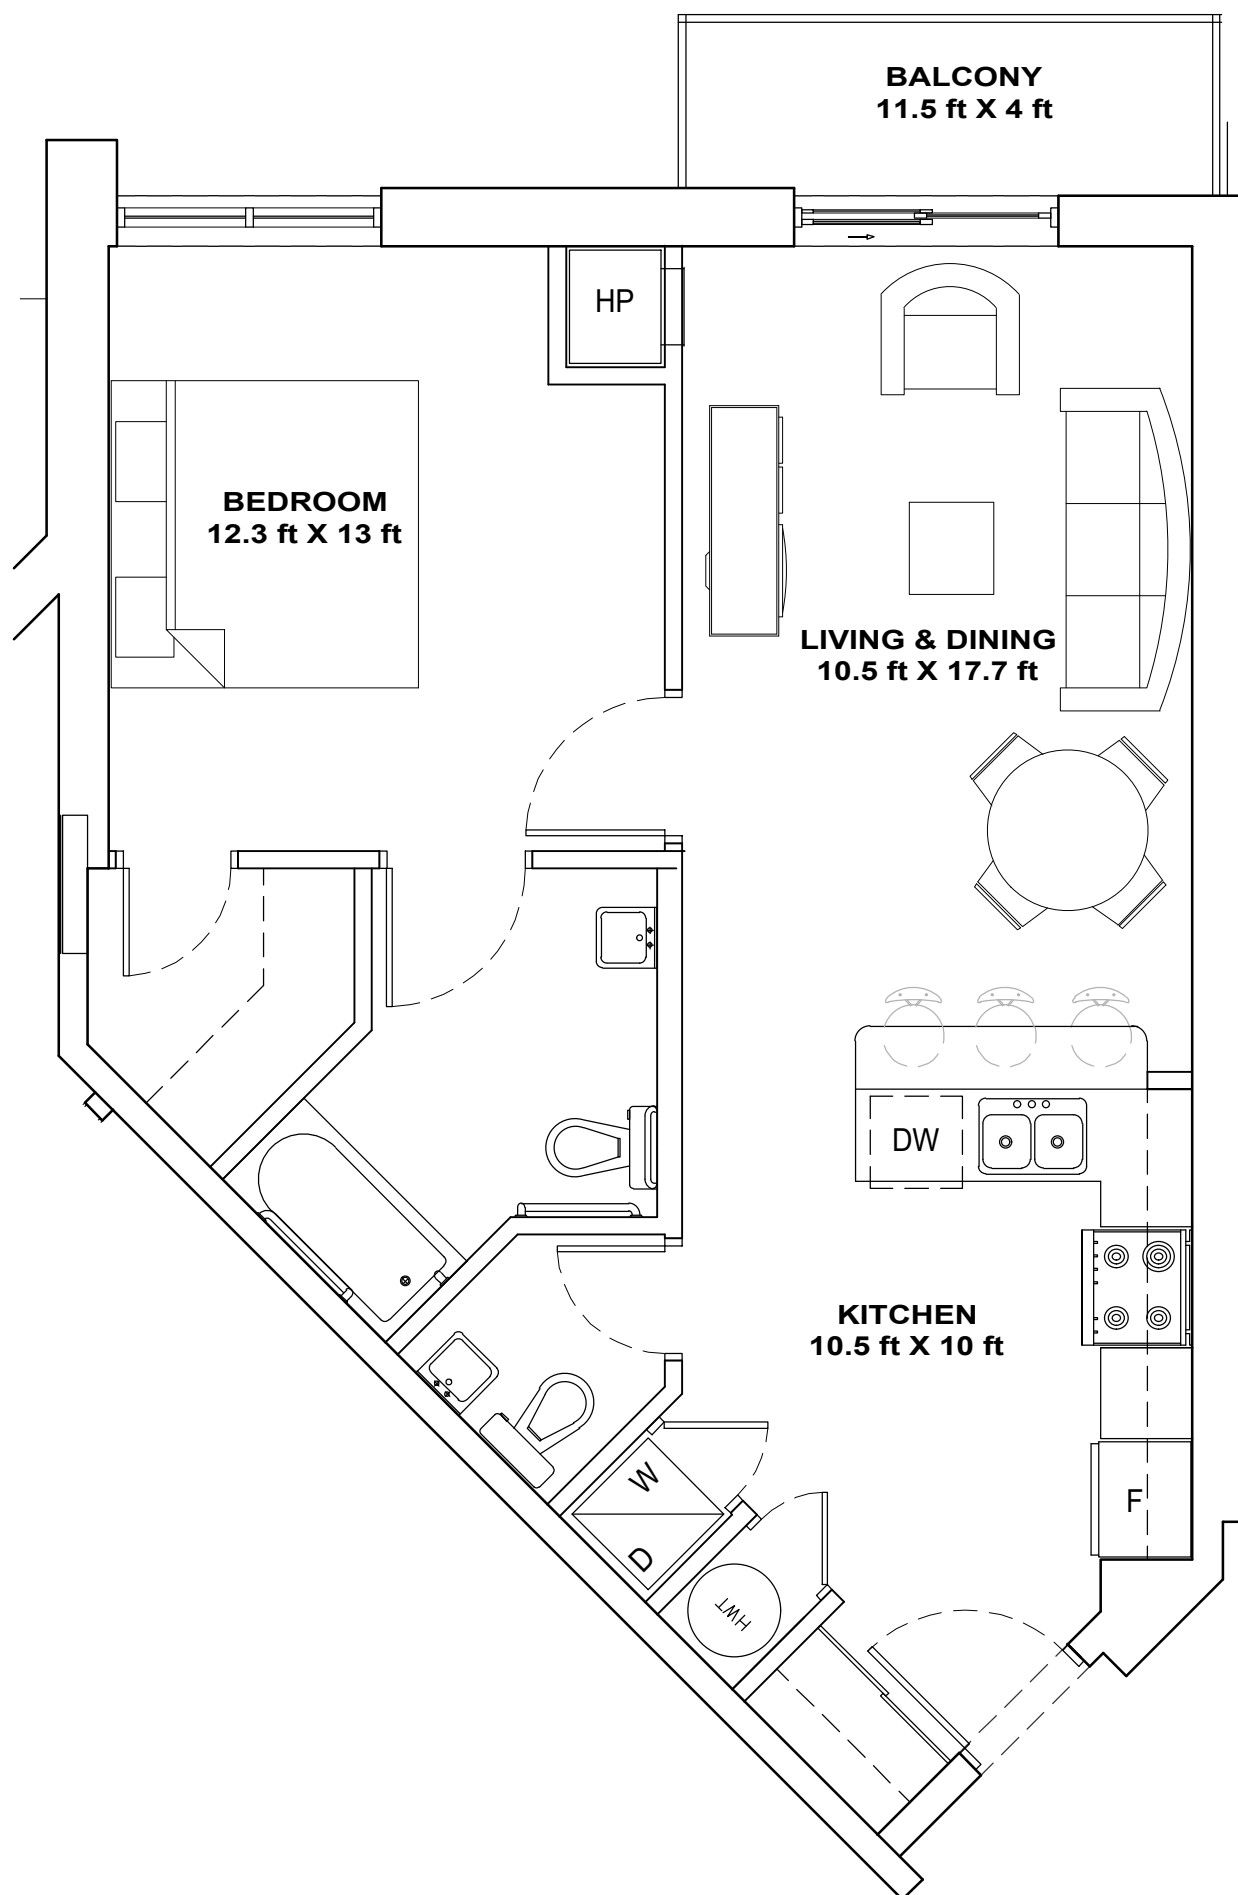 BALCONY
11.5 ft X 4 ft
HP
BEDROOM
12.3 ft X 13 ft
LIVING & DINING
10.5 ft X 17.7 ft
DW
KITCHEN
10.5 ft X 10 ft
W
F
D
HWT